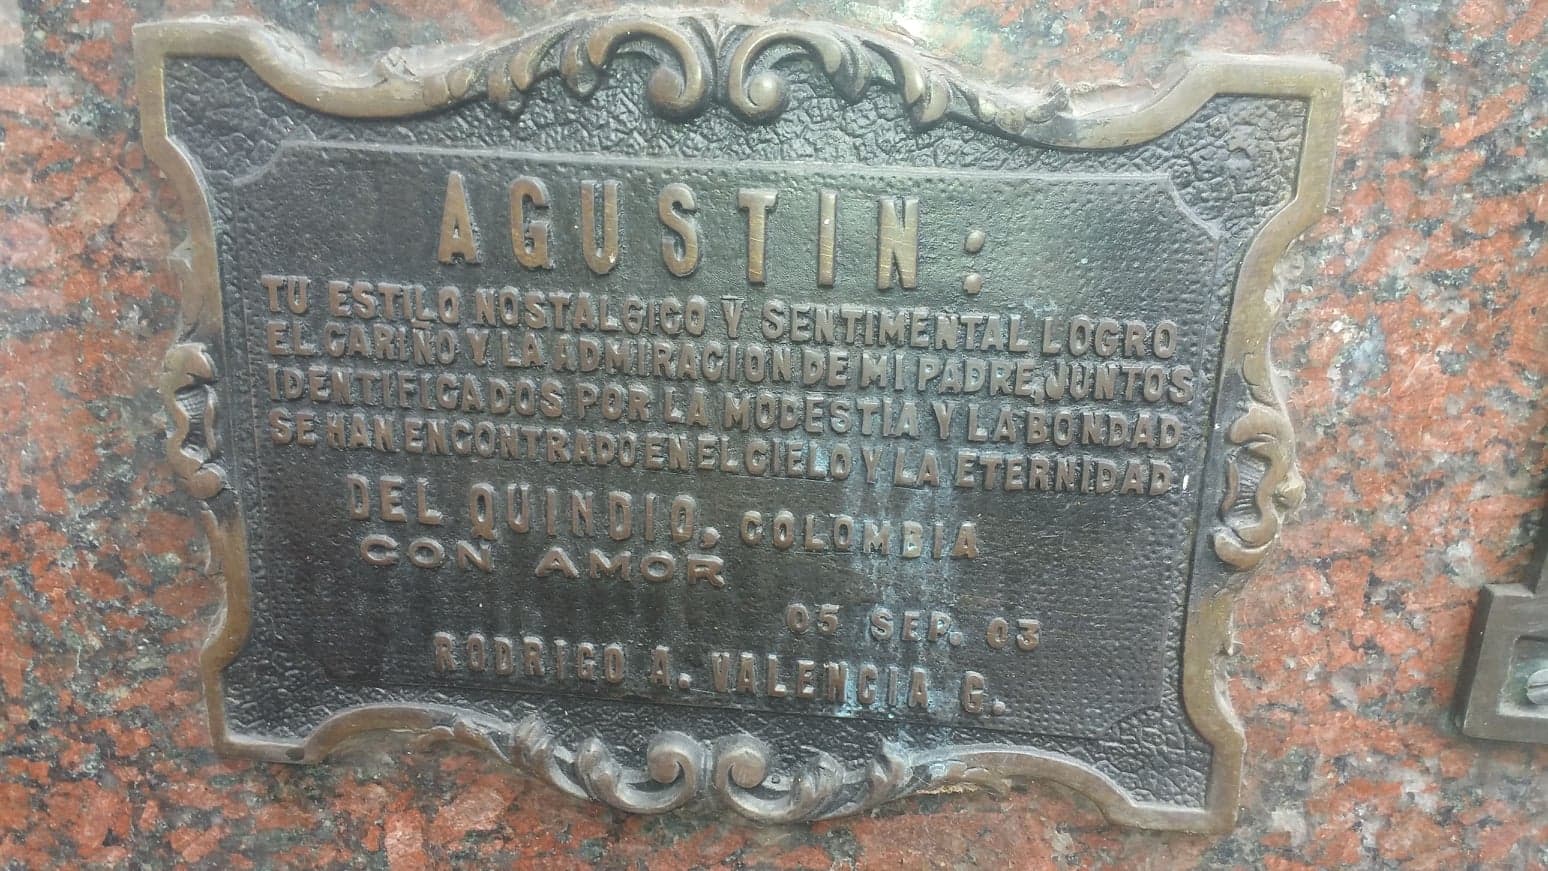 AGUSTIN:
TU ESTILO NOSTALGICO Y SENTIMENTAL LOGRO
EL CARIÑO Y LA ADMIRACION DE MI PADRE, JUNTOS
IDENTIFICADOS POR LA MODESTIA Y LA BONDAD
SE HAN ENCONTRADO EN EL CIELO Y LA ETERNIDAD
DEL QUINDIO, COLOMBIA
CON AMOR
05 SEP. 03
RODRIGO A. VALENCIA G.